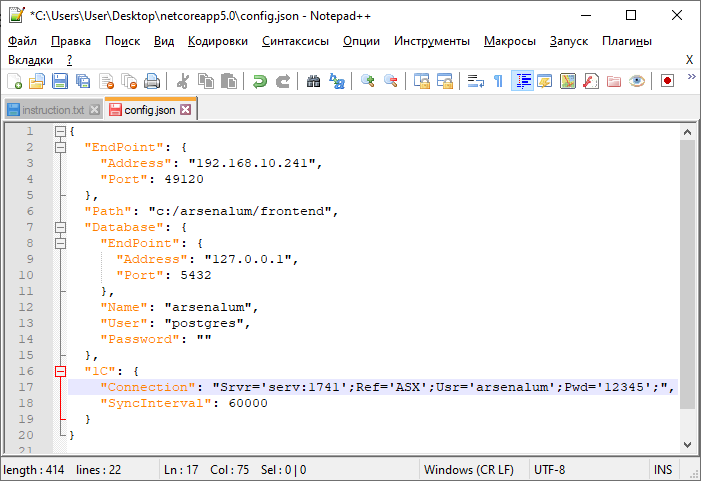 *C:\Users\User\Desktop\netcoreapp5.0\config.json - Notepad++
Файл Правка Поиск Вид Кодировки Синтаксисы Опции Инструменты Макросы Запуск Плагины
Вкладки ? X
instruction.txt config.json
1 {
2 "EndPoint": {
3 "Address": "192.168.10.241",
4 "Port": 49120
5 },
6 "Path": "c:/arsenalum/frontend",
7 "Database": {
8 "EndPoint": {
9 "Address": "127.0.0.1",
10 "Port": 5432
11 },
12 "Name": "arsenalum",
13 "User": "postgres",
14 "Password": ""
15 },
16 "1C": {
17 "Connection": "Srvr='serv:1741';Ref='ASX';Usr='arsenalum';Pwd='12345';",
18 "SyncInterval": 60000
19 }
20 }
21
length : 414 lines : 22 Ln : 17 Col : 75 Sel : 0 | 0 Windows (CR LF) UTF-8 INS